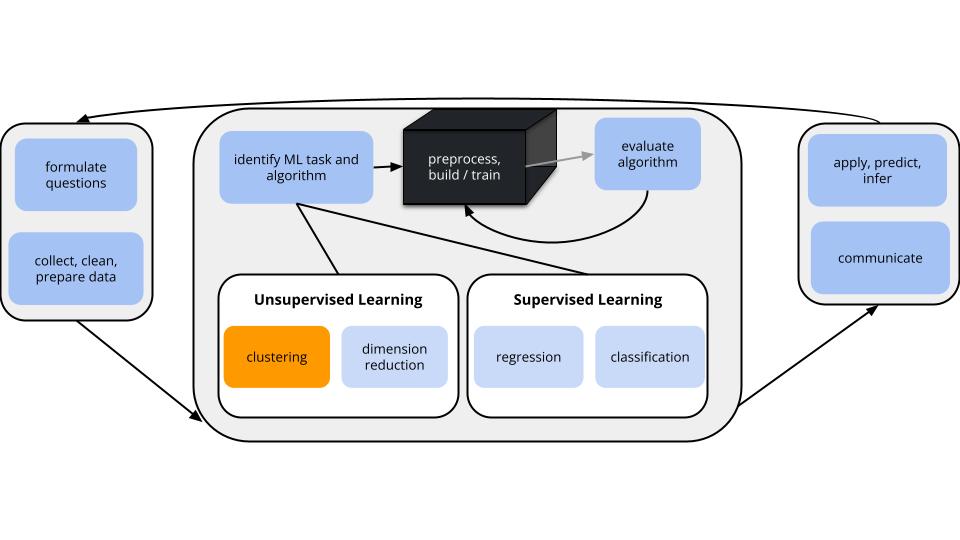 formulate
questions
collect, clean,
prepare data
identify ML task and
algorithm
preprocess,
build / train
evaluate
algorithm
Unsupervised Learning
clustering
dimension
reduction
Supervised Learning
regression
classification
apply, predict,
infer
communicate